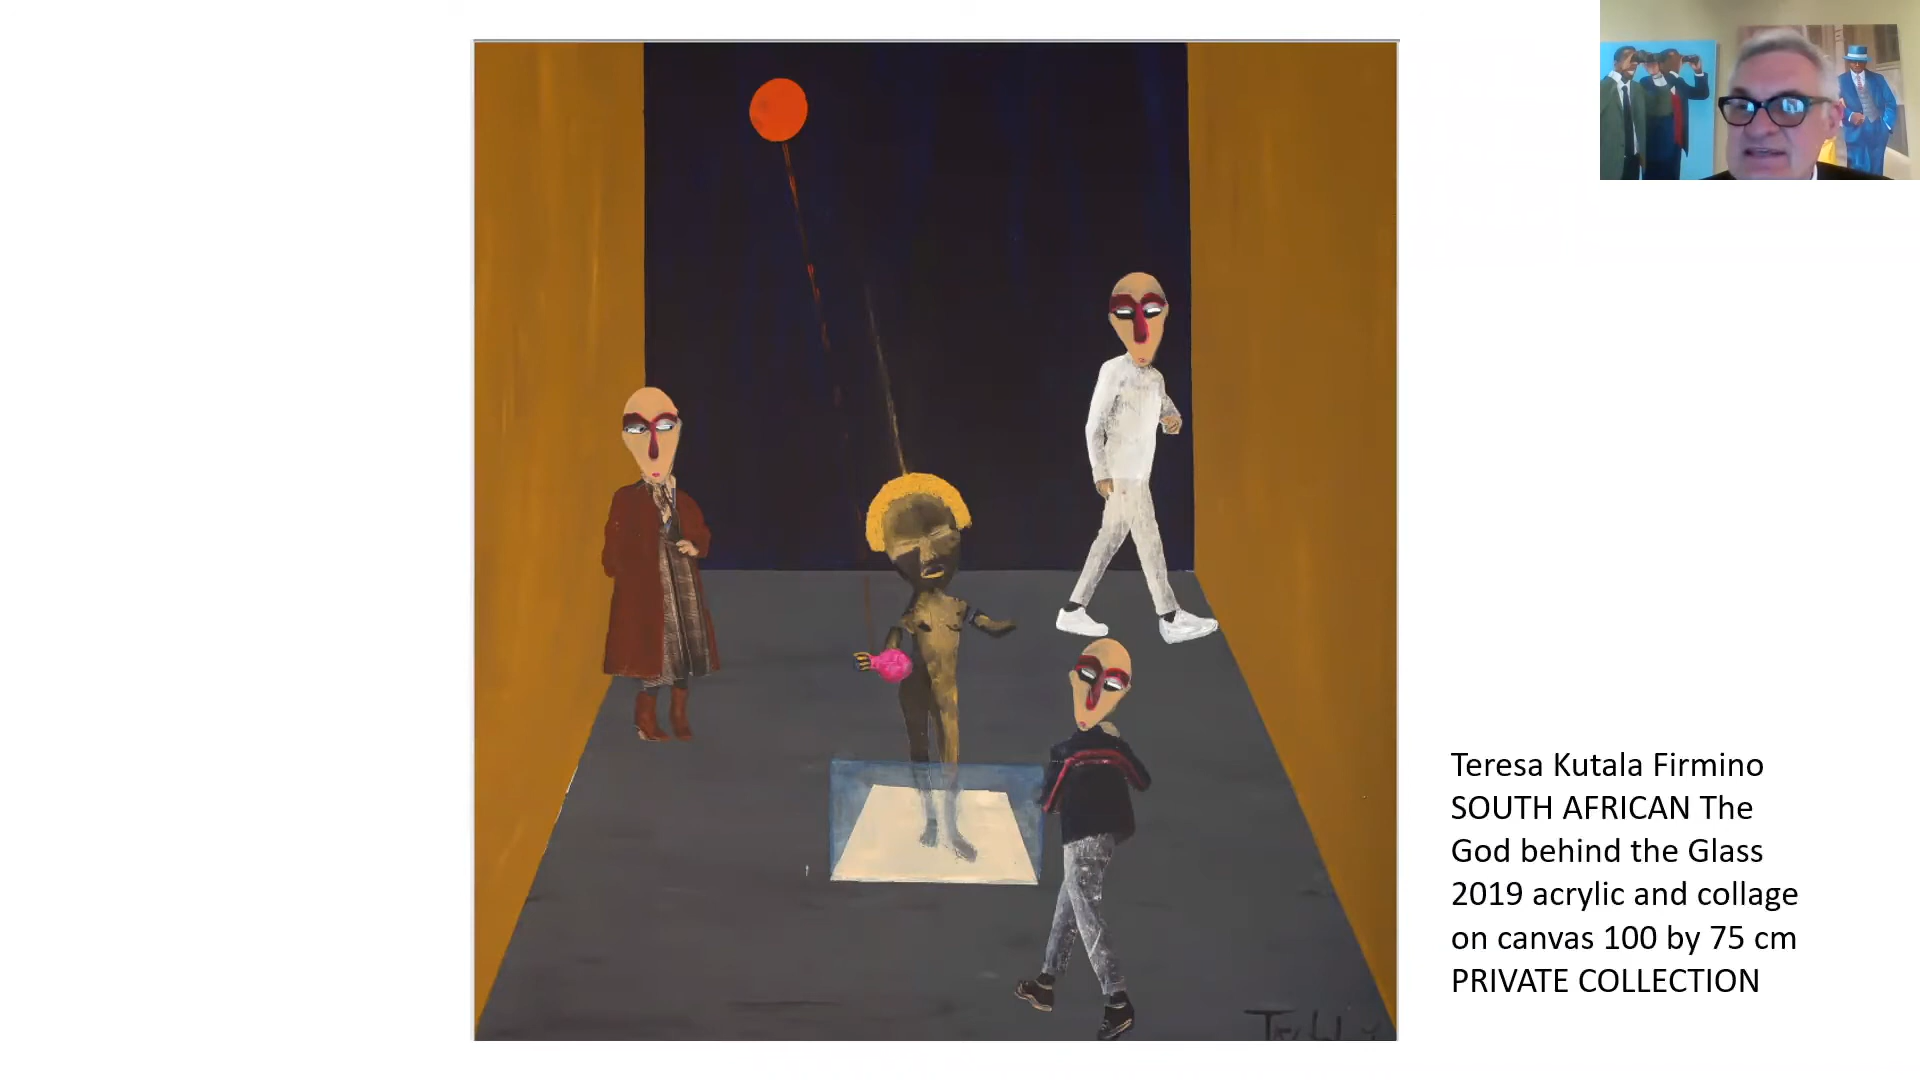 Teresa Kutala Firmino
SOUTH AFRICAN The
God behind the Glass
2019 acrylic and collage
on canvas 100 by 75 cm
PRIVATE COLLECTION